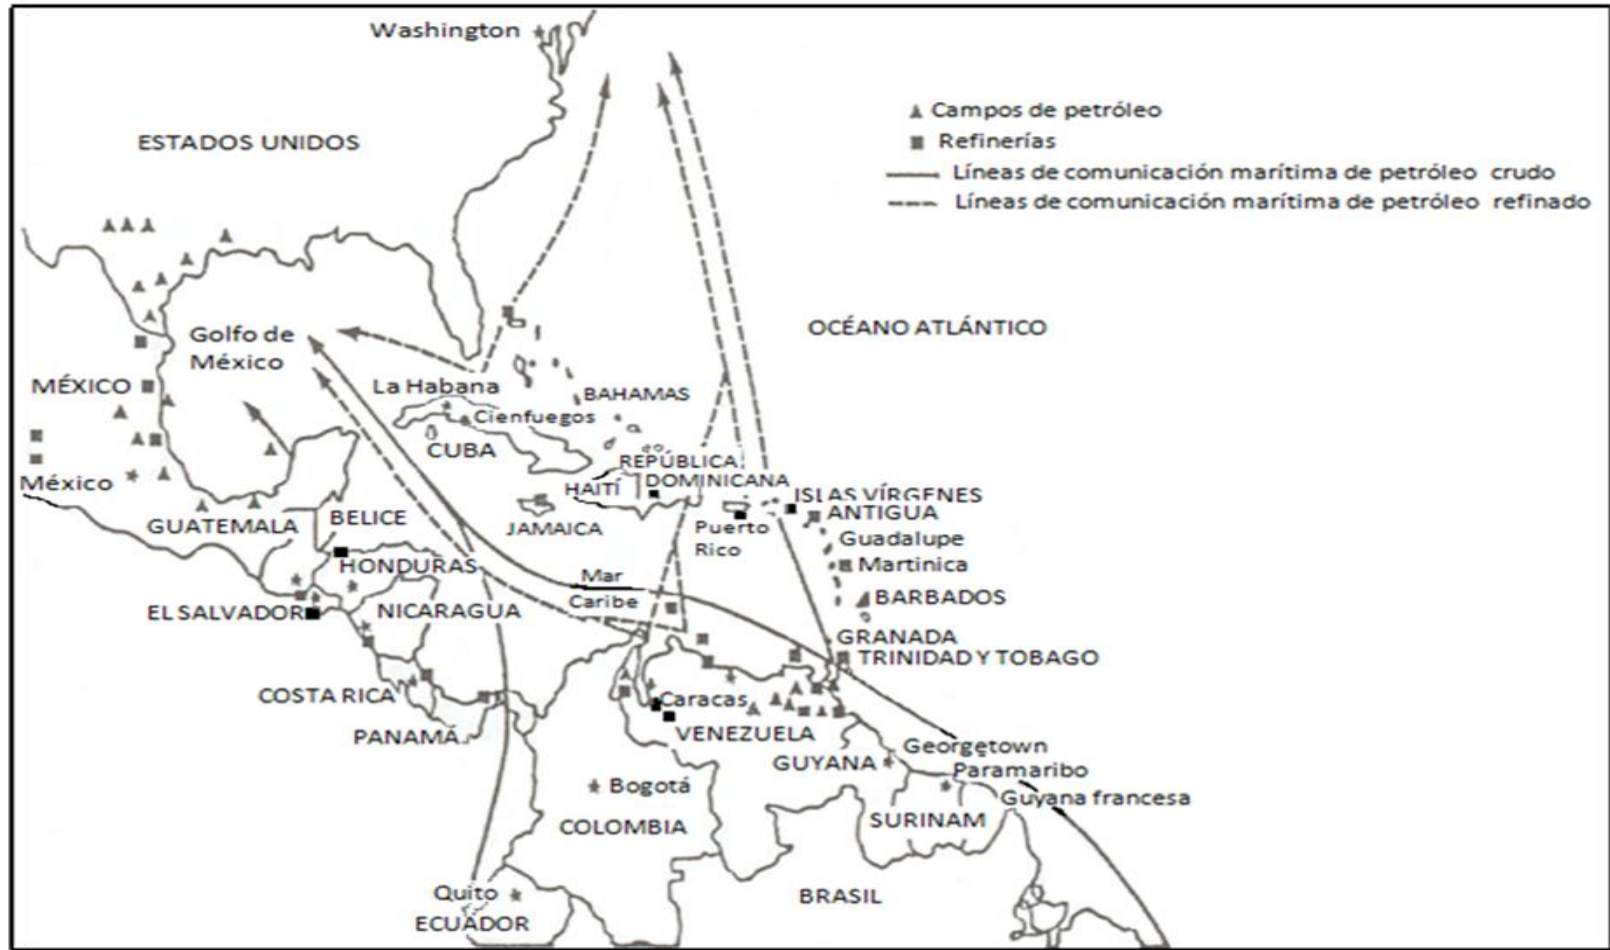 Washington
ESTADOS UNIDOS
Campos de petróleo
Refinerías
Líneas de comunicación marítima de petróleo crudo
Líneas de comunicación marítima de petróleo refinado
Golfo de
México
OCÉANO ATLÁNTICO
MÉXICO
La Habana
BAHAMAS
Cienfuegos
CUBA
México
REPÚBLICA
DOMINICANA
HAITÍ
JAMAICA
Puerto
Rico
ISLAS VÍRGENES
ANTIGUA
Guadalupe
Martinica
BARBADOS
GRANADA
TRINIDAD Y TOBAGO
GUATEMALA
BELICE
HONDURAS
Mar
Caribe
EL SALVADOR
NICARAGUA
COSTA RICA
PANAMÁ
Caracas
VENEZUELA
GUYANA
Georgetown
Paramaribo
Guyana francesa
SURINAM
Bogotá
COLOMBIA
Quito
ECUADOR
BRASIL